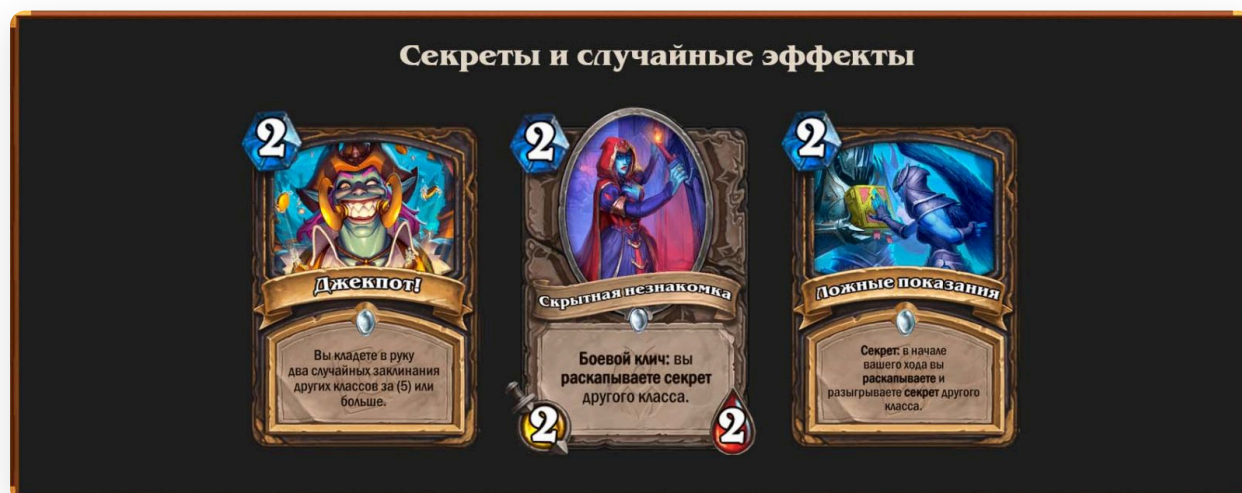 Секреты и случайные эффекты
2
Джекпот!
Вы кладете в руку
два случайных заклинания
других классов за (5) или
больше.
2
Скрытная незнакомка
Боевой клич: вы
раскапываете секрет
другого класса.
2
2
2
Ложные показания
Секрет: в начале
вашего хода вы
раскапываете и
разыгрываете секрет другого
класса.